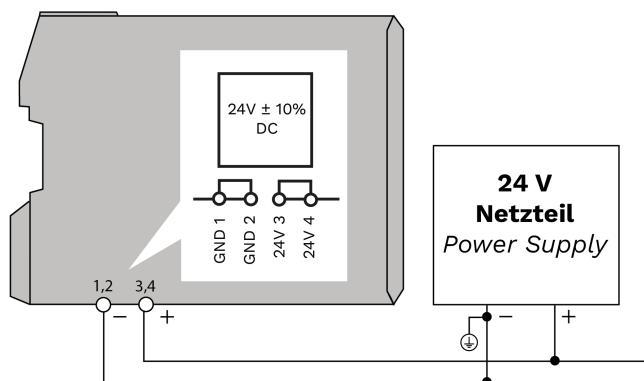 24V ± 10%
DC
GND 1
GND 2
24V 3
24V 4
1,2
3,4
− +
24 V
Netzteil
Power Supply
− +